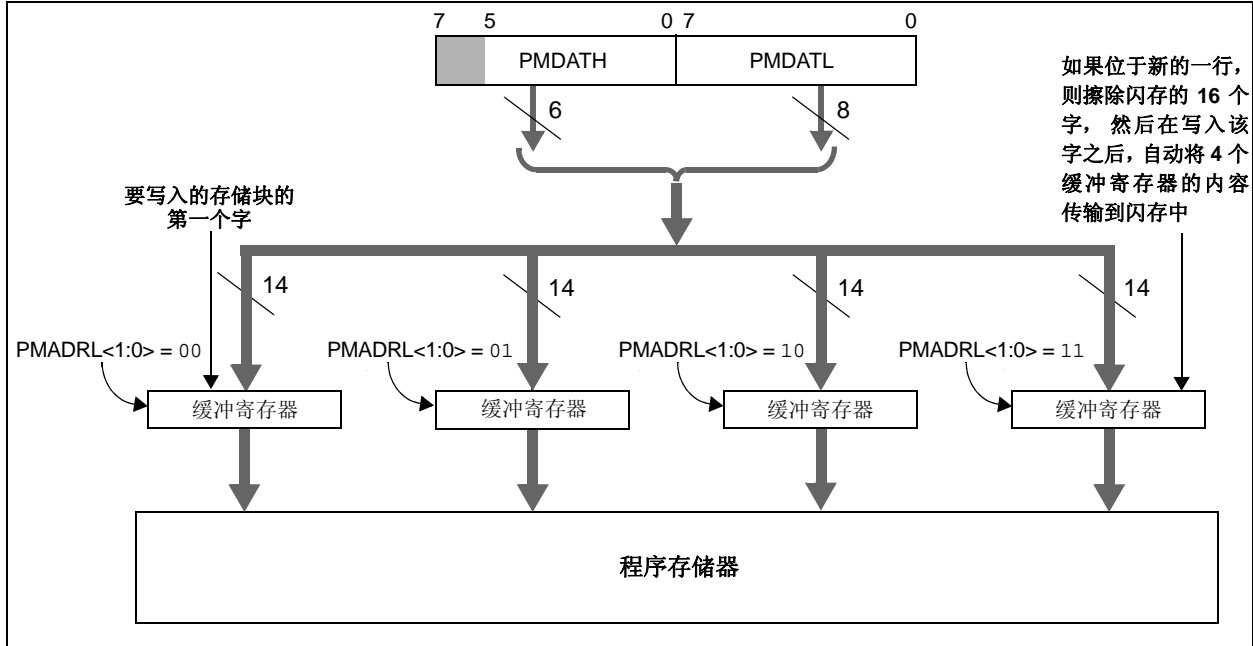 7 5 0 7 0
PMDATH PMDATL
6 8
如果位于新的一行,
则擦除闪存的 16 个
字, 然后在写入该
字之后,自动将 4 个
缓冲寄存器的内容
传输到闪存中
要写入的存储块的
第一个字
14 14 14 14
PMADRL<1:0> = 00 PMADRL<1:0> = 01 PMADRL<1:0> = 10 PMADRL<1:0> = 11
缓冲寄存器 缓冲寄存器 缓冲寄存器 缓冲寄存器
程序存储器